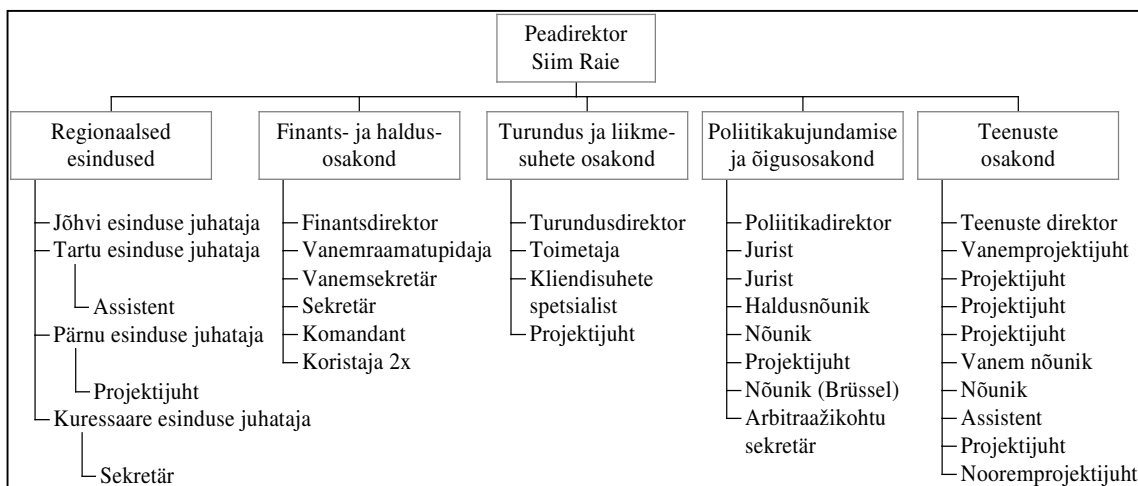 Peadirektor
Siim Raie
Regionaalsed
esindused
Jõhvi esinduse juhataja
Tartu esinduse juhataja
Assistent
Pärnu esinduse juhataja
Projektijuht
Kuressaare esinduse juhataja
Sekretär
Finants- ja haldus-
osakond
Finantsdirektor
Vanemraamatupidaja
Vanemsekretär
Sekretär
Komandant
Koristaja 2x
Turundus ja liikme-
suhete osakond
Turundusdirektor
Toimetaja
Kliendisuhete
spetsialist
Projektijuht
Poliitikakujundamise
ja õigusosakond
Poliitikadirektor
Jurist
Jurist
Haldusnõunik
Nõunik
Projektijuht
Nõunik (Brüssel)
Arbitraažikohtu
sekretär
Teenuste
osakond
Teenuste direktor
Vanemprojektijuht
Projektijuht
Projektijuht
Projektijuht
Vanem nõunik
Nõunik
Assistent
Projektijuht
Nooremprojektijuht